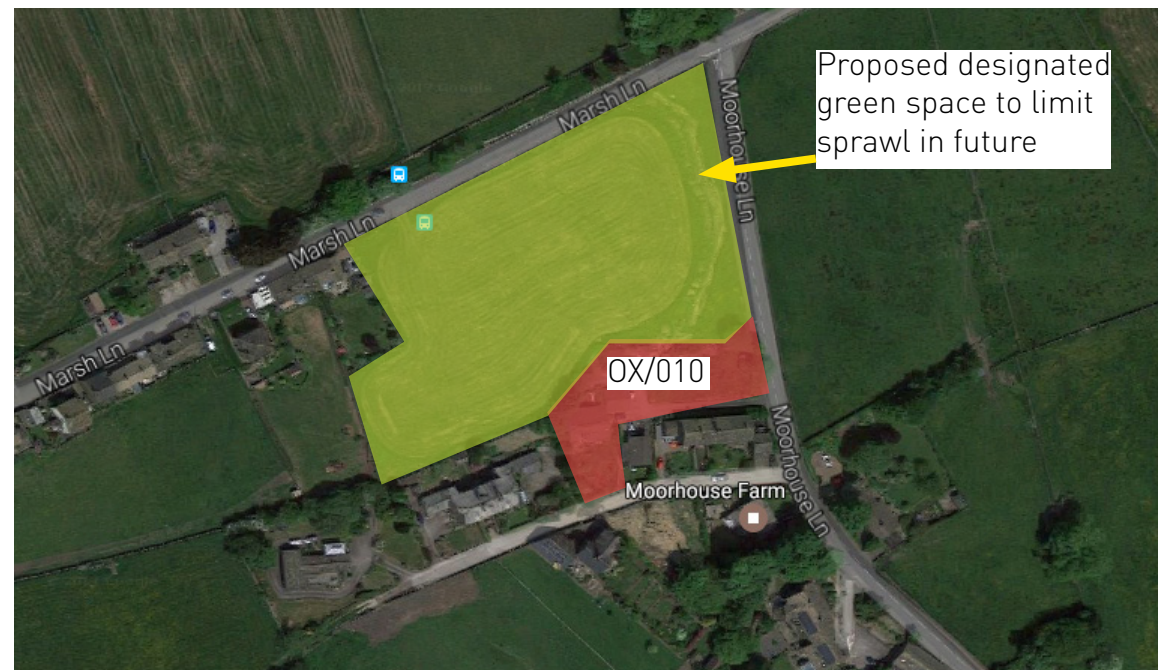 Proposed designated
green space to limit
sprawl in future
Marsh Ln
Moorhouse Ln
Marsh Ln
Marsh Ln
OX/010
Moorhouse Ln
Moorhouse Farm